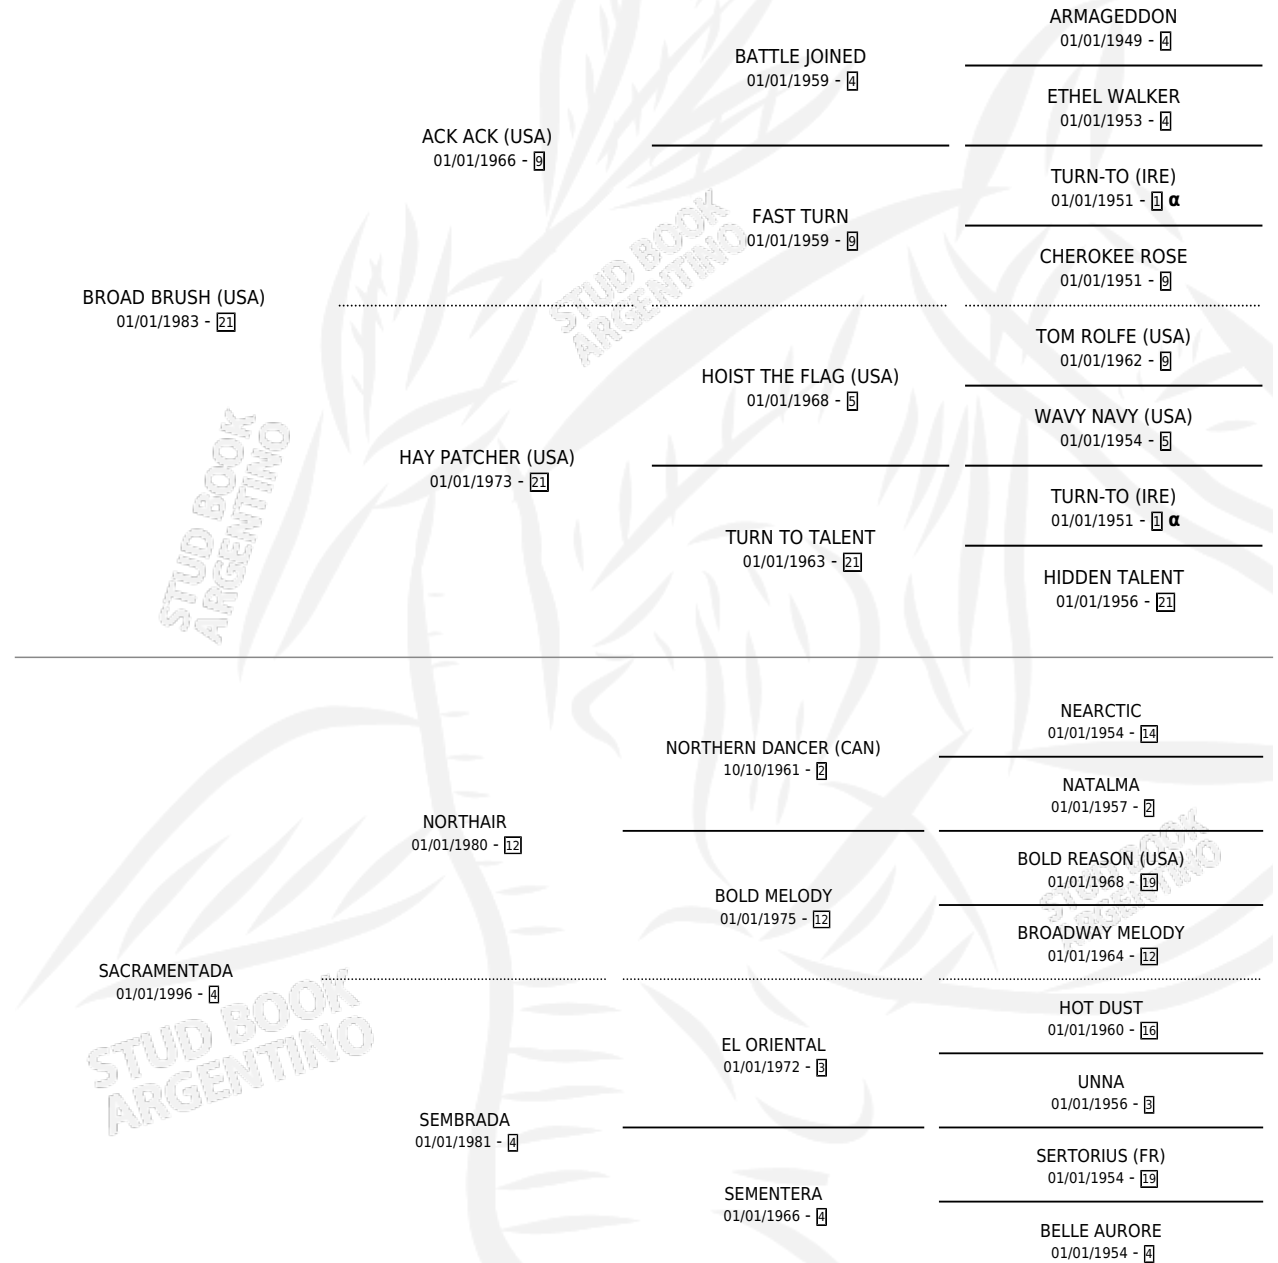 ARMAGEDDON
01/01/1949 - 4
BATTLE JOINED
01/01/1959 - 4
ETHEL WALKER
01/01/1953 - 4
ACK ACK (USA)
01/01/1966 - 9
TURN-TO (IRE)
01/01/1951 - 1 α
FAST TURN
01/01/1959 - 9
CHEROKEE ROSE
01/01/1951 - 9
BROAD BRUSH (USA)
01/01/1983 - 21
TOM ROLFE (USA)
01/01/1962 - 9
HOIST THE FLAG (USA)
01/01/1968 - 5
WAVY NAVY (USA)
01/01/1954 - 5
HAY PATCHER (USA)
01/01/1973 - 21
TURN-TO (IRE)
01/01/1951 - 1 α
TURN TO TALENT
01/01/1963 - 21
HIDDEN TALENT
01/01/1956 - 21
NEARCTIC
01/01/1954 - 14
NORTHERN DANCER (CAN)
10/10/1961 - 2
NATALMA
01/01/1957 - 2
NORTHAIR
01/01/1980 - 12
BOLD REASON (USA)
01/01/1968 - 19
BOLD MELODY
01/01/1975 - 12
BROADWAY MELODY
01/01/1964 - 12
SACRAMENTADA
01/01/1996 - 4
HOT DUST
01/01/1960 - 16
EL ORIENTAL
01/01/1972 - 3
UNNA
01/01/1956 - 3
SEMBRADA
01/01/1981 - 4
SERTORIUS (FR)
01/01/1954 - 19
SEMENTERA
01/01/1966 - 4
BELLE AURORE
01/01/1954 - 4
STUD BOOK
ARGENTINO
STUD BOOK
ARGENTINO
STUD BOOK
ARGENTINO
STUD BOOK
ARGENTINO